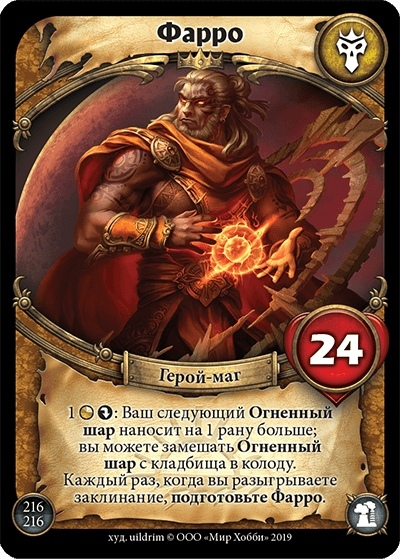 Фарро
24
Герой-маг
1 : Ваш следующий Огненный
шар наносит на 1 рану больше;
вы можете замешать Огненный
шар с кладбища в колоду.
Каждый раз, когда вы разыгрываете
заклинание, подготовьте Фарро.
216
216
худ. uildrim © ООО «Мир Хобби» 2019